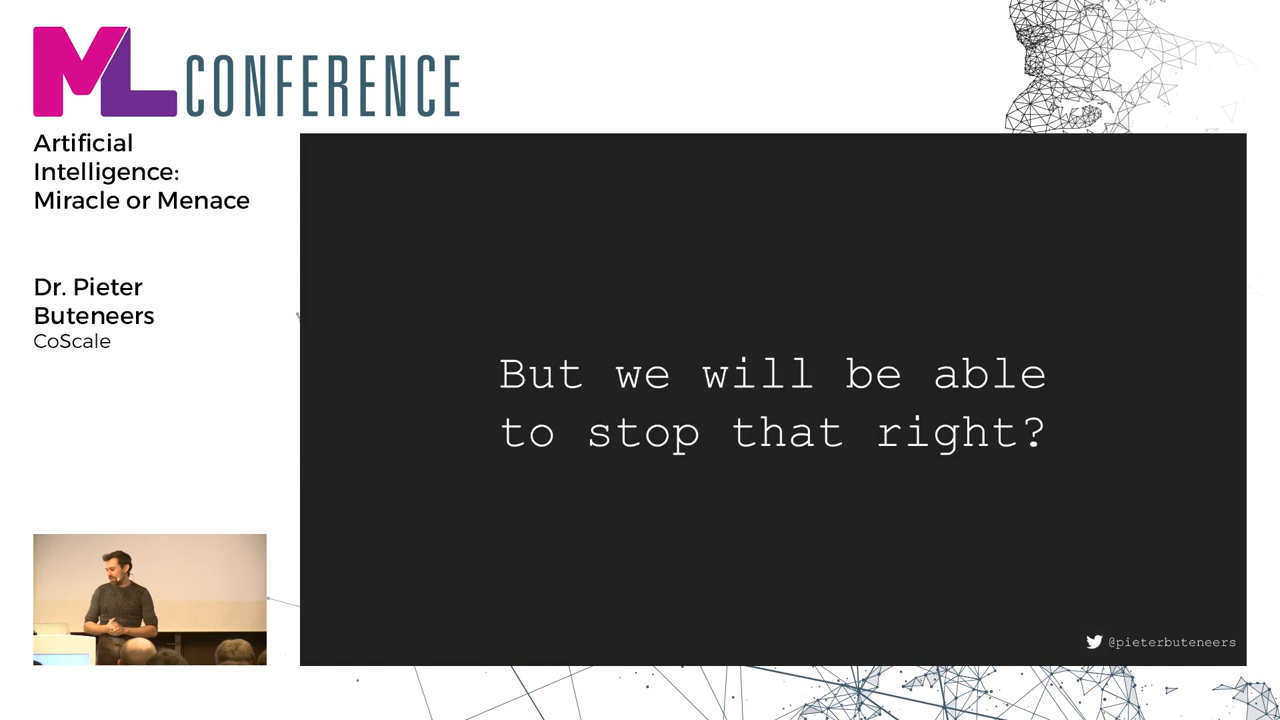 ML CONFERENCE
Artificial
Intelligence:
Miracle or Menace
Dr. Pieter
Buteneers
CoScale
But we will be able
to stop that right?
@pieterbuteneers